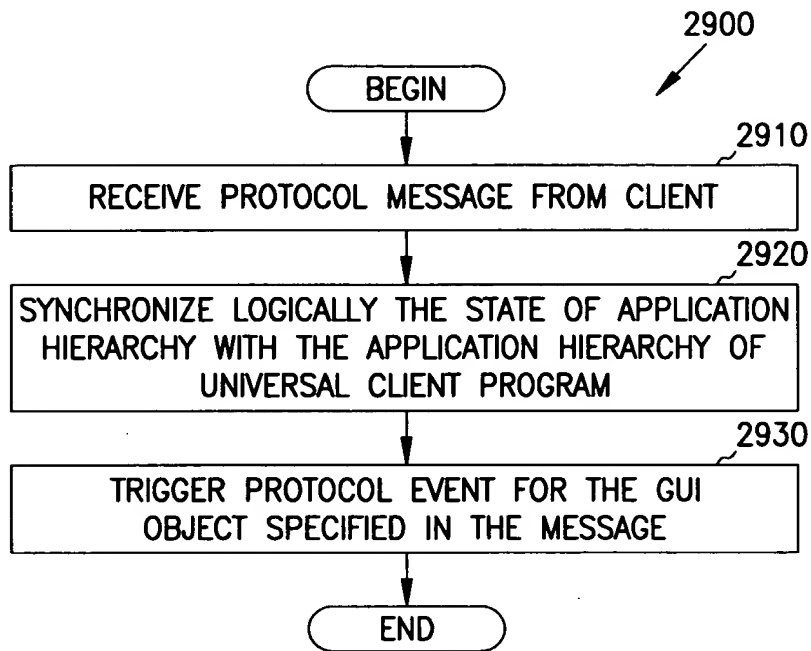 2900
BEGIN
2910
RECEIVE PROTOCOL MESSAGE FROM CLIENT
2920
SYNCHRONIZE LOGICALLY THE STATE OF APPLICATION
HIERARCHY WITH THE APPLICATION HIERARCHY OF
UNIVERSAL CLIENT PROGRAM
2930
TRIGGER PROTOCOL EVENT FOR THE GUI
OBJECT SPECIFIED IN THE MESSAGE
END